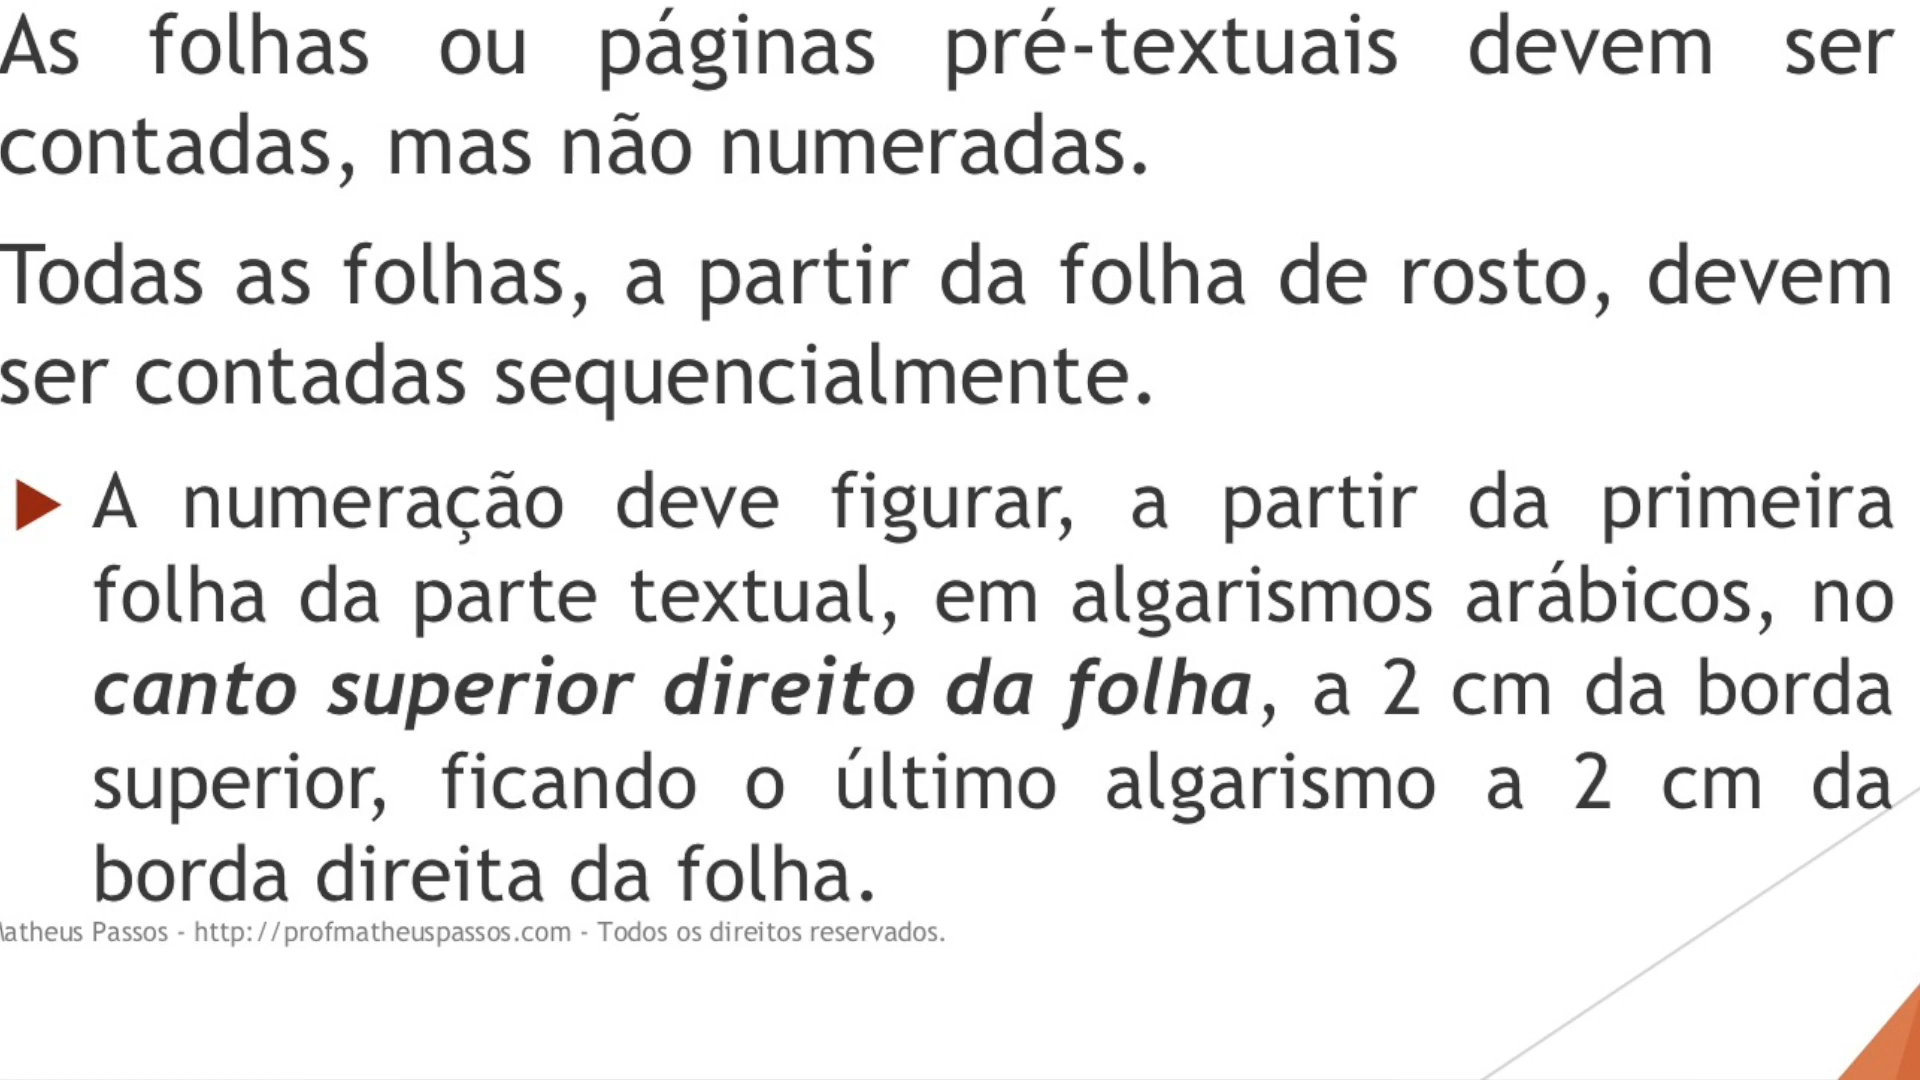 As folhas ou páginas pré-textuais devem ser
contadas, mas não numeradas.
Todas as folhas, a partir da folha de rosto, devem
ser contadas sequencialmente.
A numeração deve figurar, a partir da primeira
folha da parte textual, em algarismos arábicos, no
canto superior direito da folha, a 2 cm da borda
superior, ficando o último algarismo a 2 cm da
borda direita da folha.
Matheus Passos - http://profmatheuspassos.com - Todos os direitos reservados.